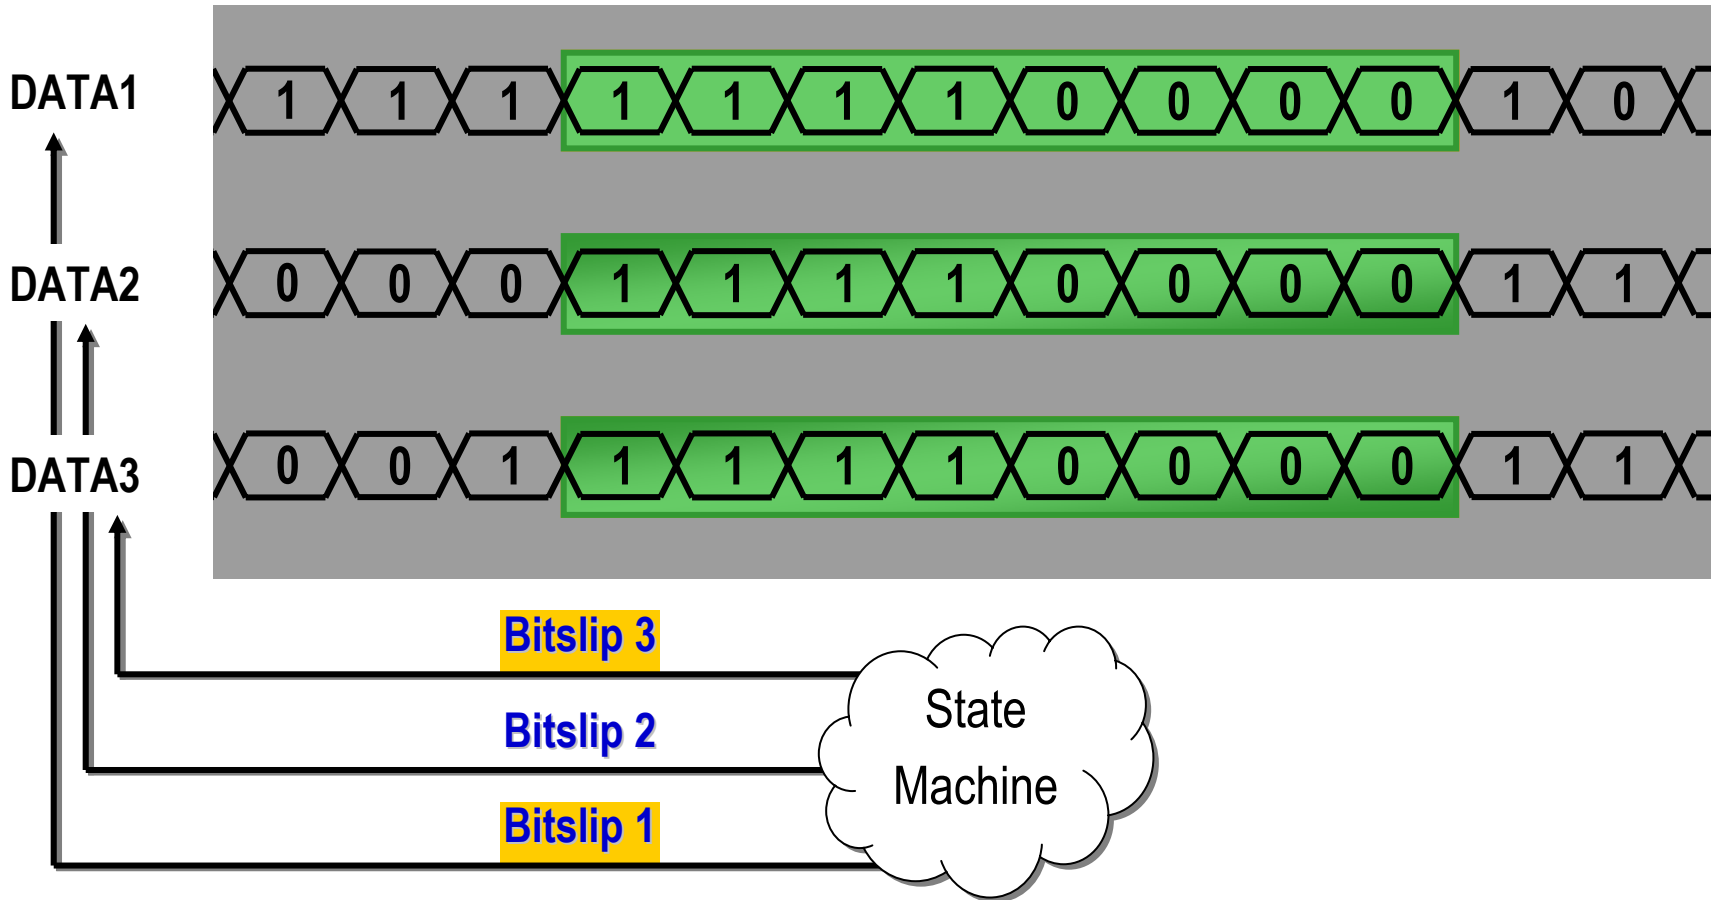 DATA1 1 1 1 1 1 1 1 0 0 0 0 1 0
DATA2 0 0 0 1 1 1 1 0 0 0 0 1 1
DATA3 0 0 1 1 1 1 1 0 0 0 0 1 1
Bitslip 3
Bitslip 2
Bitslip 1
State
Machine